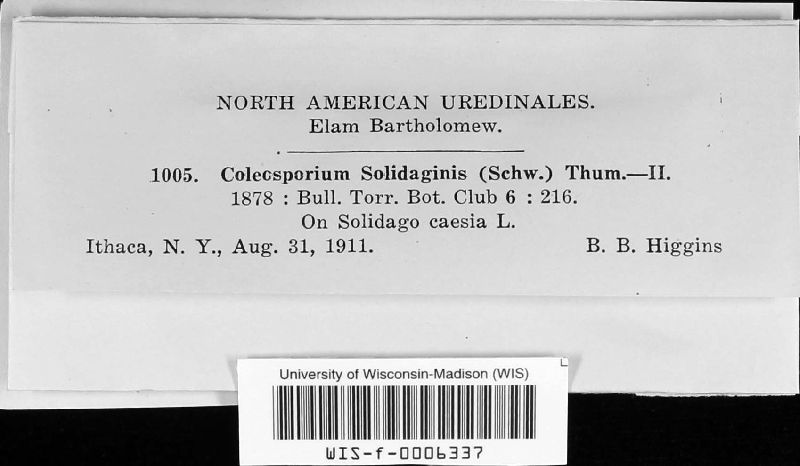 NORTH AMERICAN UREDINALES.
Elam Bartholomew.
1005. Coleosporium Solidaginis (Schw.) Thum.—II.
1878 : Bull. Torr. Bot. Club 6 : 216.
On Solidago caesia L.
Ithaca, N. Y., Aug. 31, 1911. B. B. Higgins
University of Wisconsin-Madison (WIS)
WIS-f-0006337